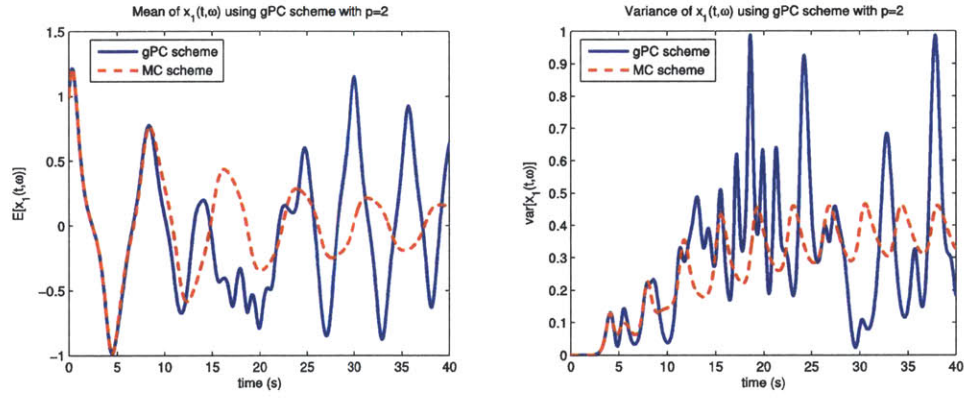 Mean of x₁(t,ω) using gPC scheme with p=2
gPC scheme
MC scheme
1.5
1
0.5
0
−0.5
−1
E[x₁(t,ω)]
0 5 10 15 20 25 30 35 40
time (s)
Variance of x₁(t,ω) using gPC scheme with p=2
gPC scheme
MC scheme
1
0.9
0.8
0.7
0.6
0.5
0.4
0.3
0.2
0.1
0
var[x₁(t,ω)]
0 5 10 15 20 25 30 35 40
time (s)